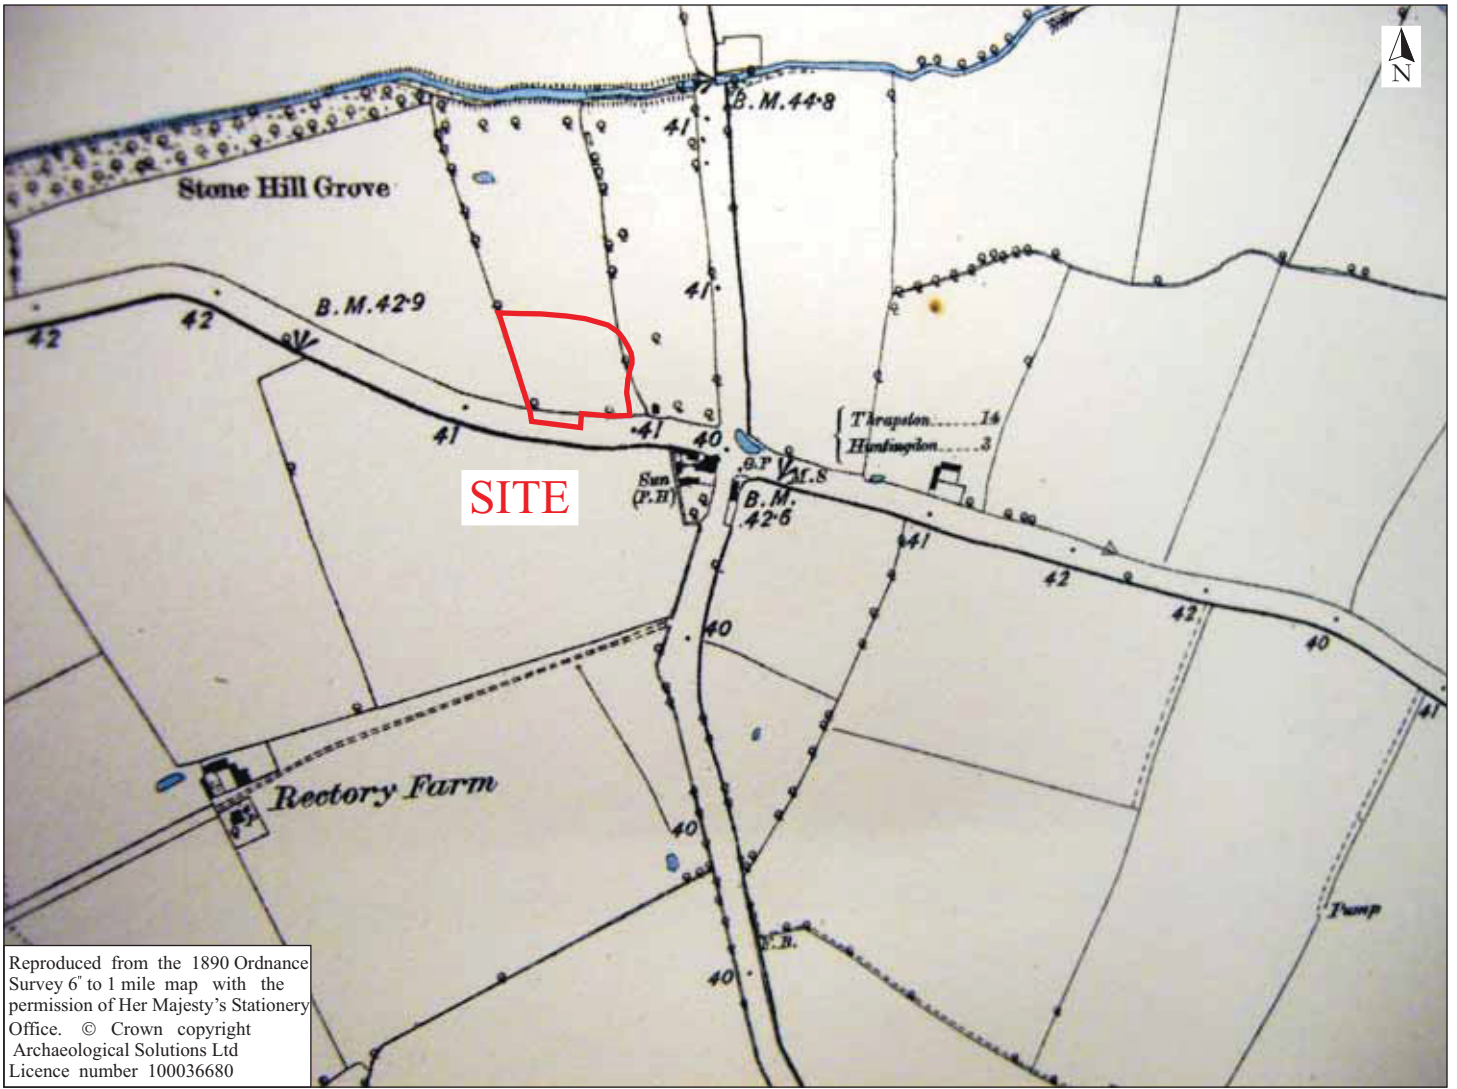 N
B.M.44·8
41
Stone Hill Grove
41
B.M.42·9
42
42
41
·41
40
Thrapston......14
Huntingdon......3
SITE
Sun
(P.H)
G.P
M.S
B.M.
42·6
41
42
42
40
41
40
Rectory Farm
40
Pump
F.B.
40
Reproduced from the 1890 Ordnance
Survey 6" to 1 mile map with the
permission of Her Majesty's Stationery
Office. © Crown copyright
Archaeological Solutions Ltd
Licence number 100036680